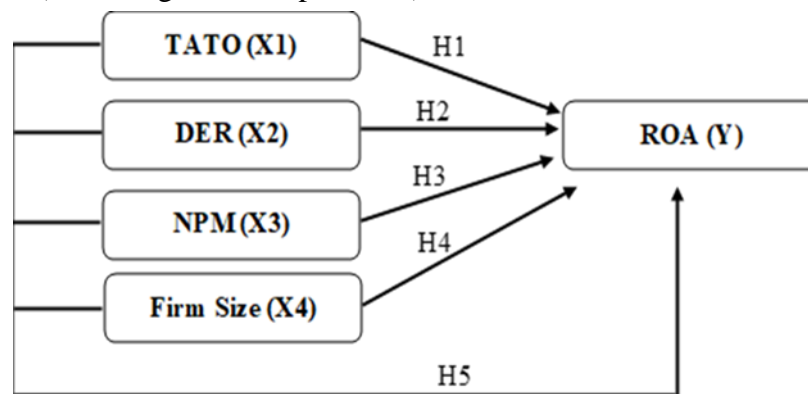 TATO (X1)
H1
DER (X2)
H2
ROA (Y)
H3
NPM (X3)
H4
Firm Size (X4)
H5